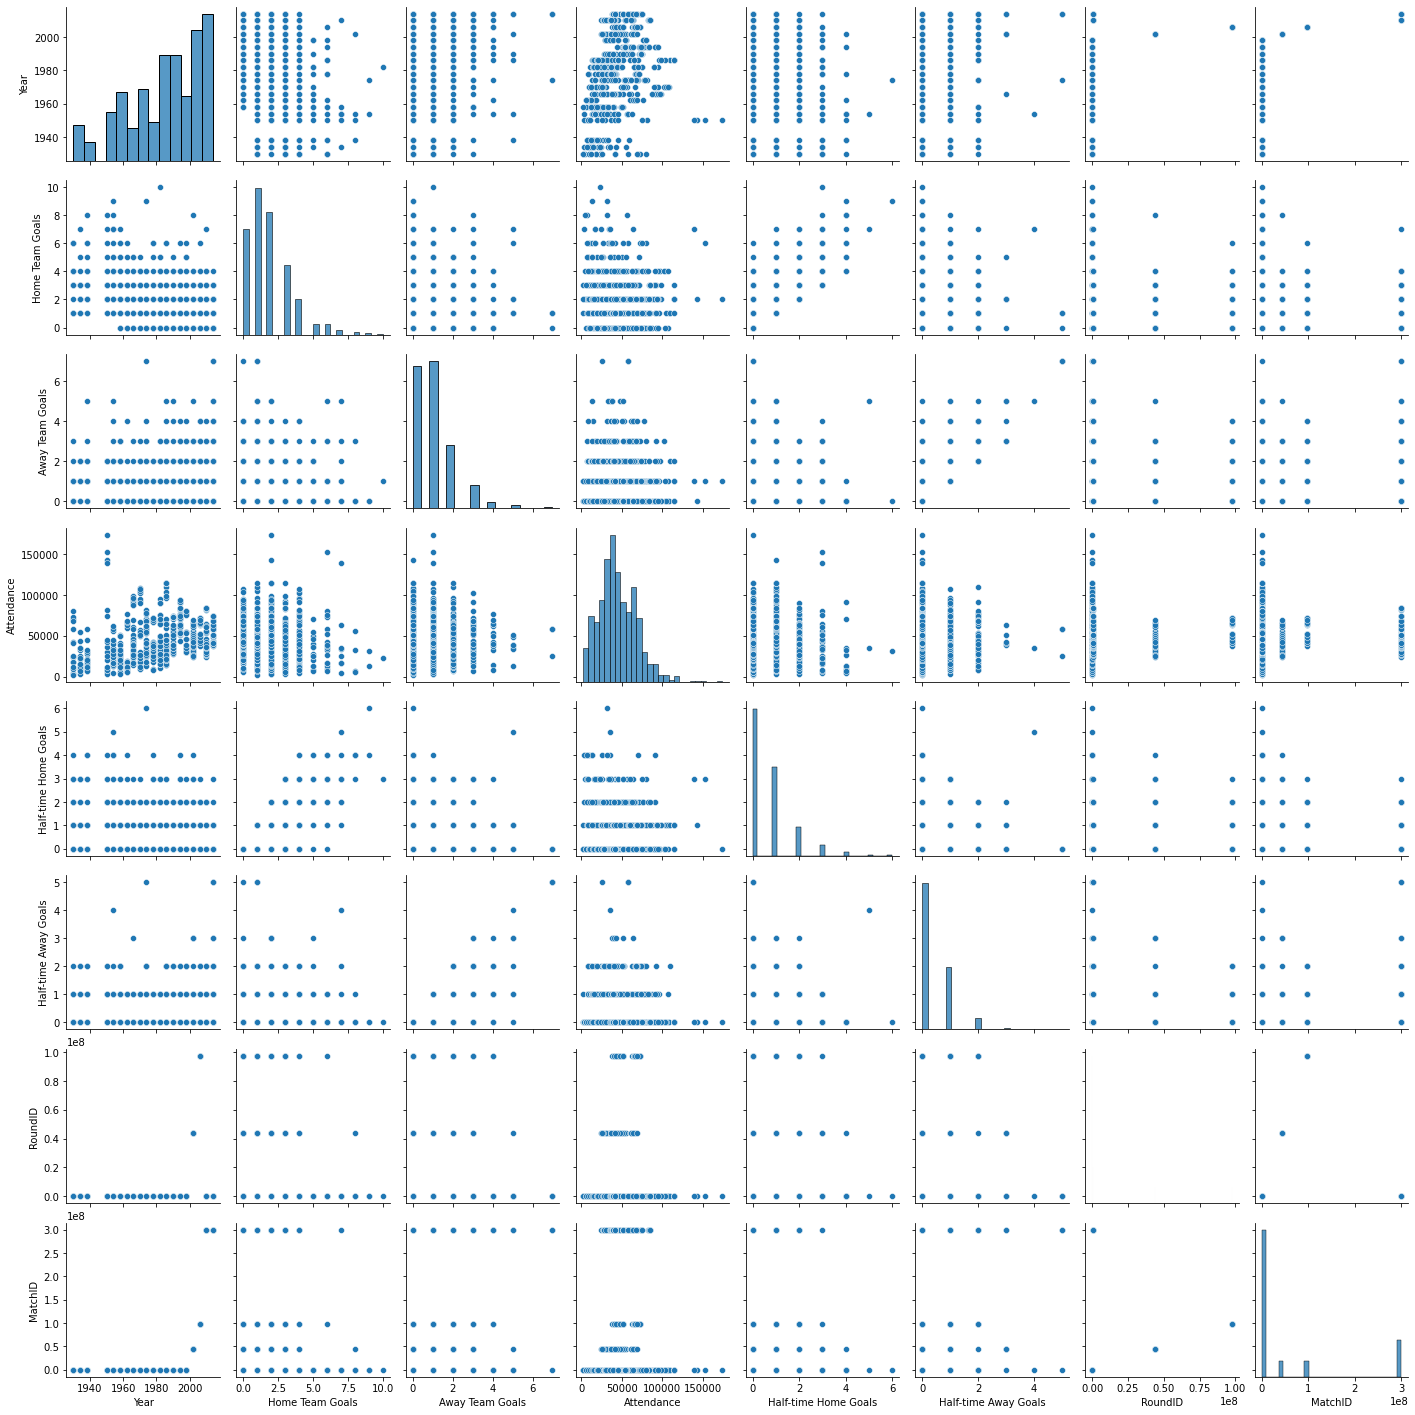 2000
1980
1960
1940
Year
10
8
6
4
2
0
Home Team Goals
6
4
2
0
Away Team Goals
150000
100000
50000
0
Attendance
6
5
4
3
2
1
0
Half-time Home Goals
5
4
3
2
1
0
Half-time Away Goals
1e8
1.0
0.8
0.6
0.4
0.2
0.0
RoundID
1e8
3.0
2.5
2.0
1.5
1.0
0.5
0.0
MatchID
1940 1960 1980 2000
Year
0.0 2.5 5.0 7.5 10.0
Home Team Goals
0 2 4 6
Away Team Goals
0 50000 100000 150000
Attendance
0 2 4 6
Half-time Home Goals
0 2 4
Half-time Away Goals
0.00 0.25 0.50 0.75 1.00
RoundID 1e8
0 1 2 3
MatchID 1e8